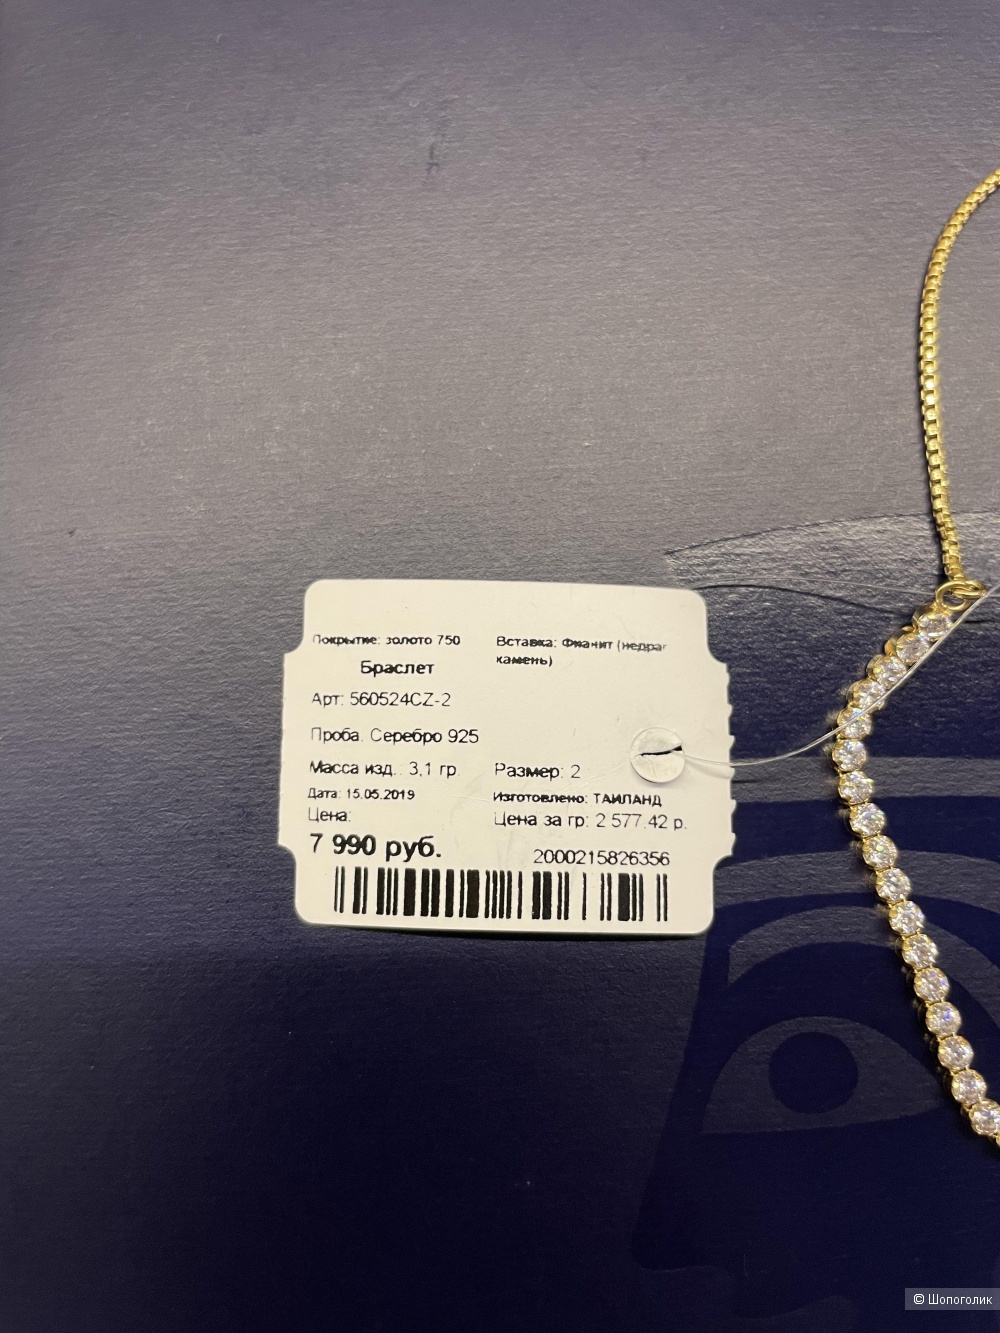 Покрытие: золото 750
Вставка: Фианит (недраг
камень)
Браслет
Арт: 560524CZ-2
Проба. Серебро 925
Масса изд.: 3,1 гр.
Размер: 2
Дата: 15.05.2019
Изготовлено: ТАИЛАНД
Цена:
Цена за гр: 2 577.42 р.
7 990 руб.
2000215826356
© Шопоголик